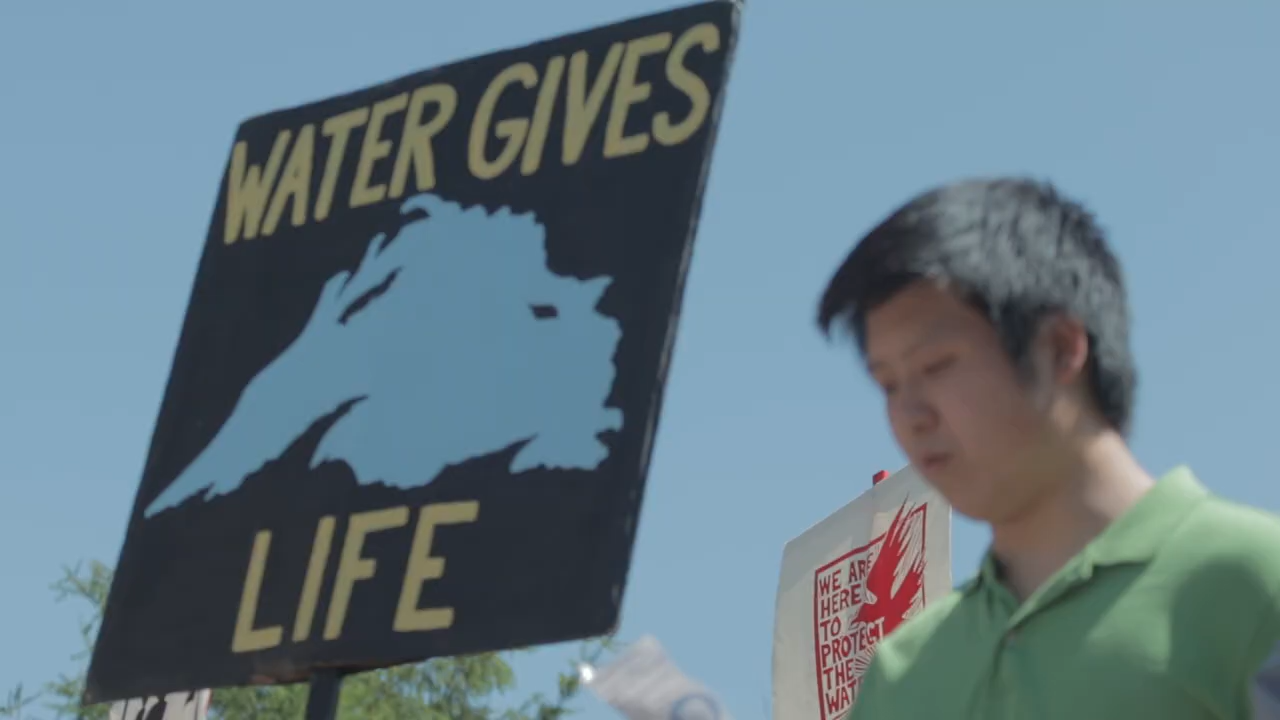 WATER GIVES
LIFE
WE ARE
HERE
TO
PROTECT
THE